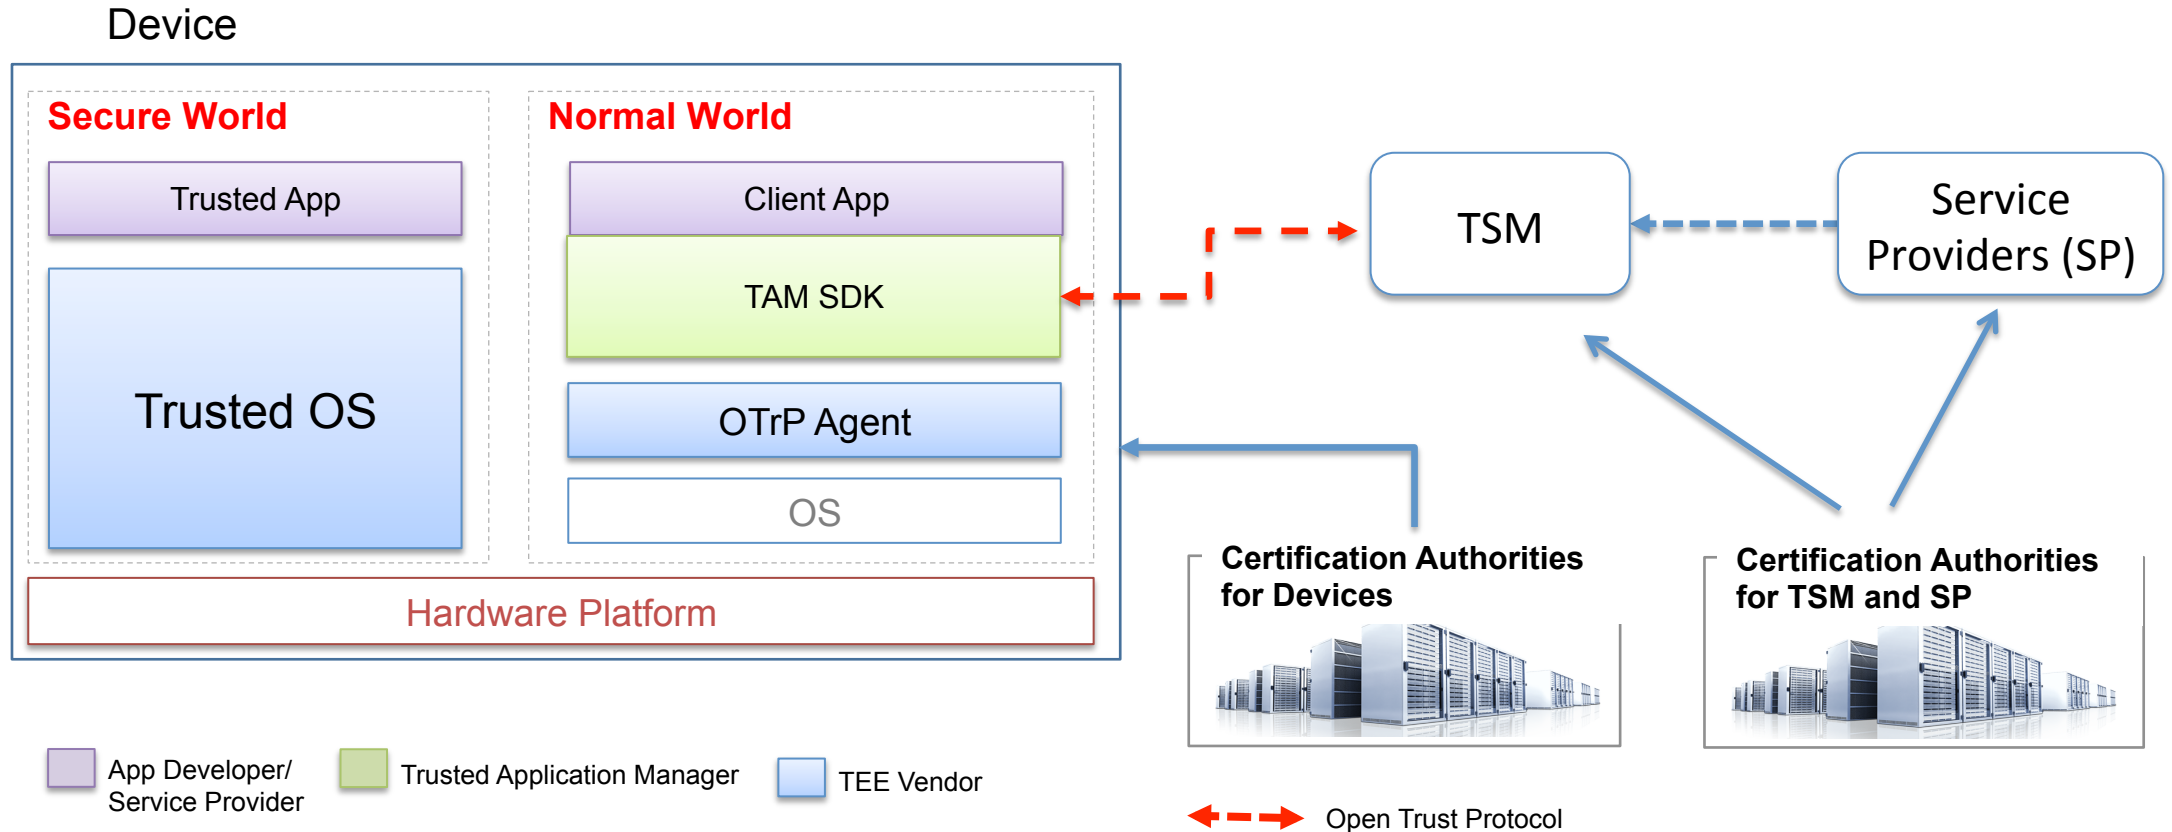 Device
Secure World
Normal World
Trusted App
Client App
TAM SDK
Trusted OS
OTrP Agent
OS
Hardware Platform
TSM
Service
Providers (SP)
Certification Authorities
for Devices
Certification Authorities
for TSM and SP
App Developer/
Service Provider
Trusted Application Manager
TEE Vendor
Open Trust Protocol